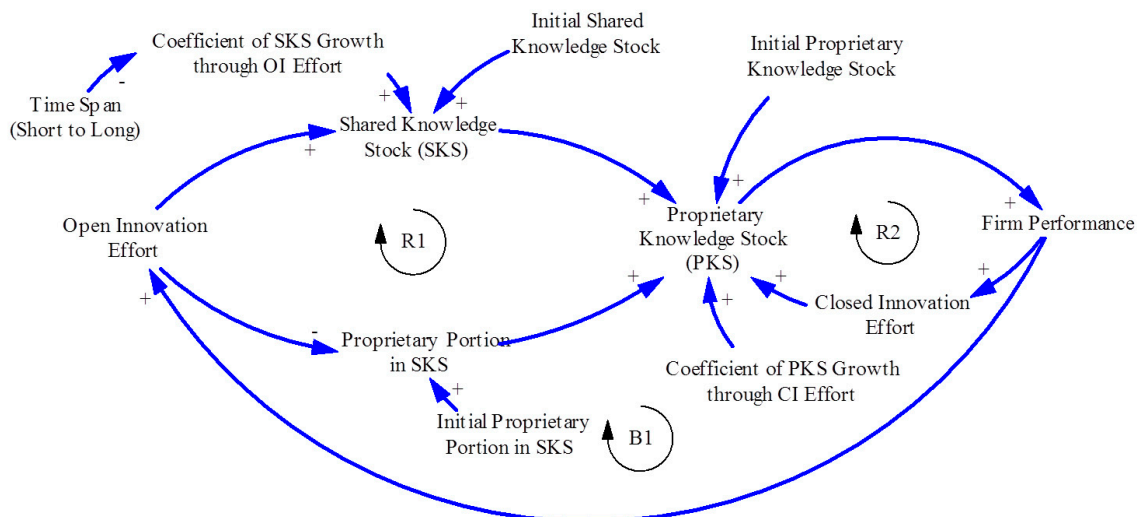 Coefficient of SKS Growth
through OI Effort
Initial Shared
Knowledge Stock
Initial Proprietary
Knowledge Stock
-
Time Span
(Short to Long)
+
+
Shared Knowledge
Stock (SKS)
+
+
+
+
Open Innovation
Effort
R1
Proprietary
Knowledge Stock
(PKS)
R2
Firm Performance
+
+
+
+
+
Closed Innovation
Effort
-
Proprietary Portion
in SKS
Coefficient of PKS Growth
through CI Effort
+
Initial Proprietary
Portion in SKS
B1